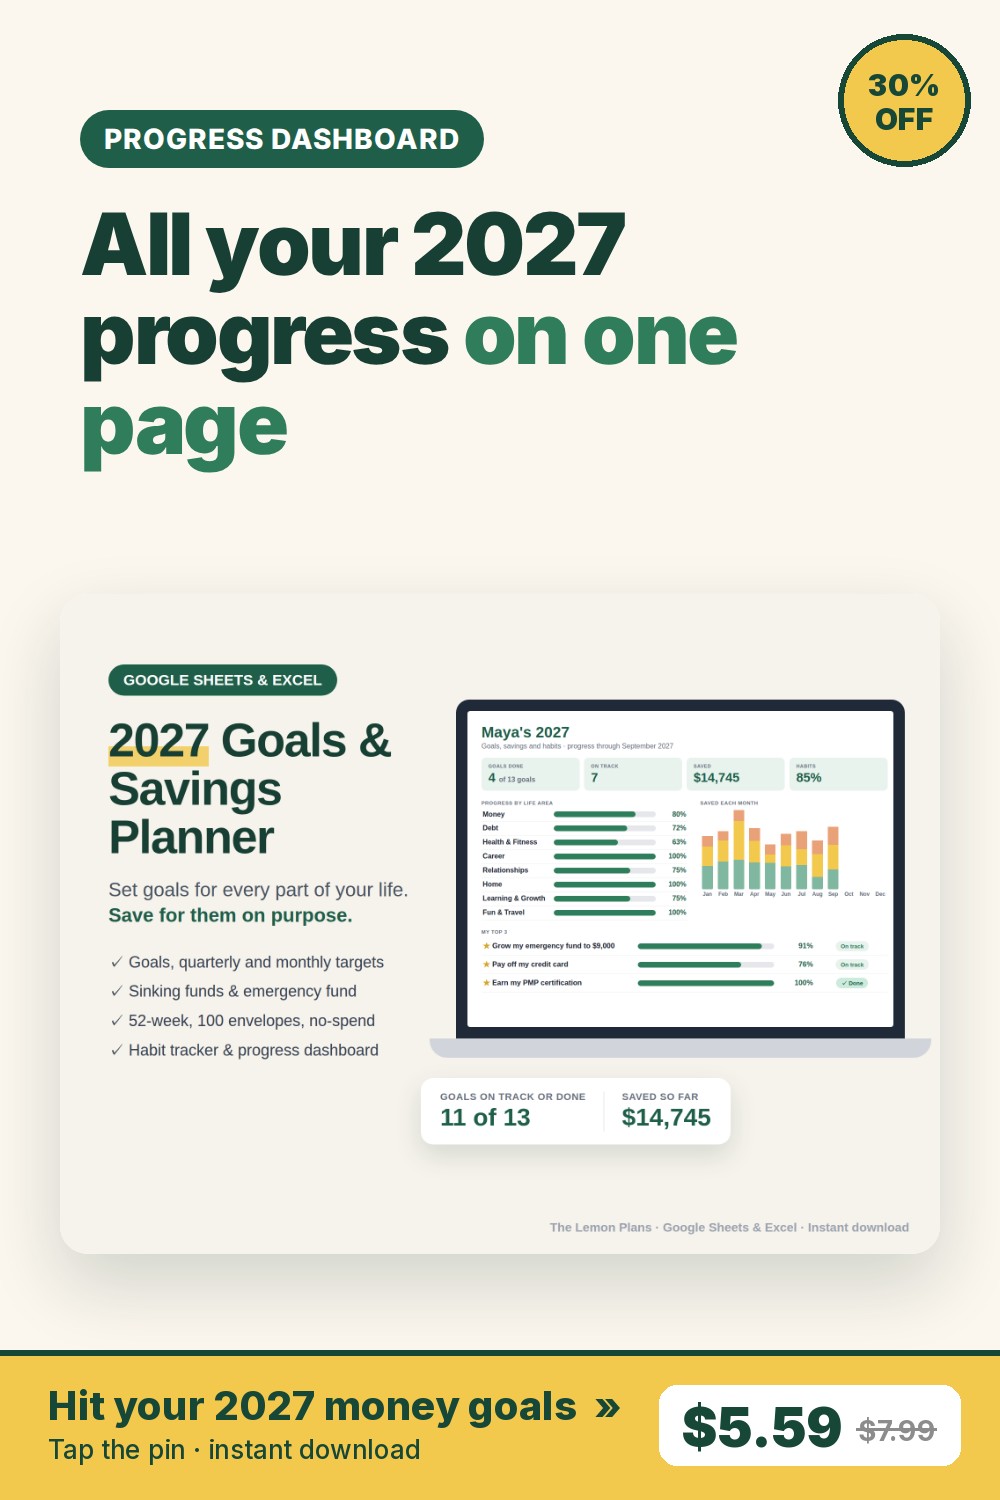 30%
OFF
PROGRESS DASHBOARD
All your 2027
progress on one
page
GOOGLE SHEETS & EXCEL
2027 Goals &
Savings
Planner
Set goals for every part of your life.
Save for them on purpose.
✓ Goals, quarterly and monthly targets
✓ Sinking funds & emergency fund
✓ 52-week, 100 envelopes, no-spend
✓ Habit tracker & progress dashboard
Maya's 2027
Goals, savings and habits · progress through September 2027
GOALS DONE
4 of 13 goals
ON TRACK
7
SAVED
$14,745
HABITS
85%
PROGRESS BY LIFE AREA
Money 80%
Debt 72%
Health & Fitness 63%
Career 100%
Relationships 75%
Home 100%
Learning & Growth 75%
Fun & Travel 100%
SAVED EACH MONTH
Jan Feb Mar Apr May Jun Jul Aug Sep Oct Nov Dec
MY TOP 3
★ Grow my emergency fund to $9,000 91% On track
★ Pay off my credit card 76% On track
★ Earn my PMP certification 100% ✓ Done
GOALS ON TRACK OR DONE
11 of 13
SAVED SO FAR
$14,745
The Lemon Plans · Google Sheets & Excel · Instant download
Hit your 2027 money goals »
Tap the pin · instant download
$5.59 $7.99